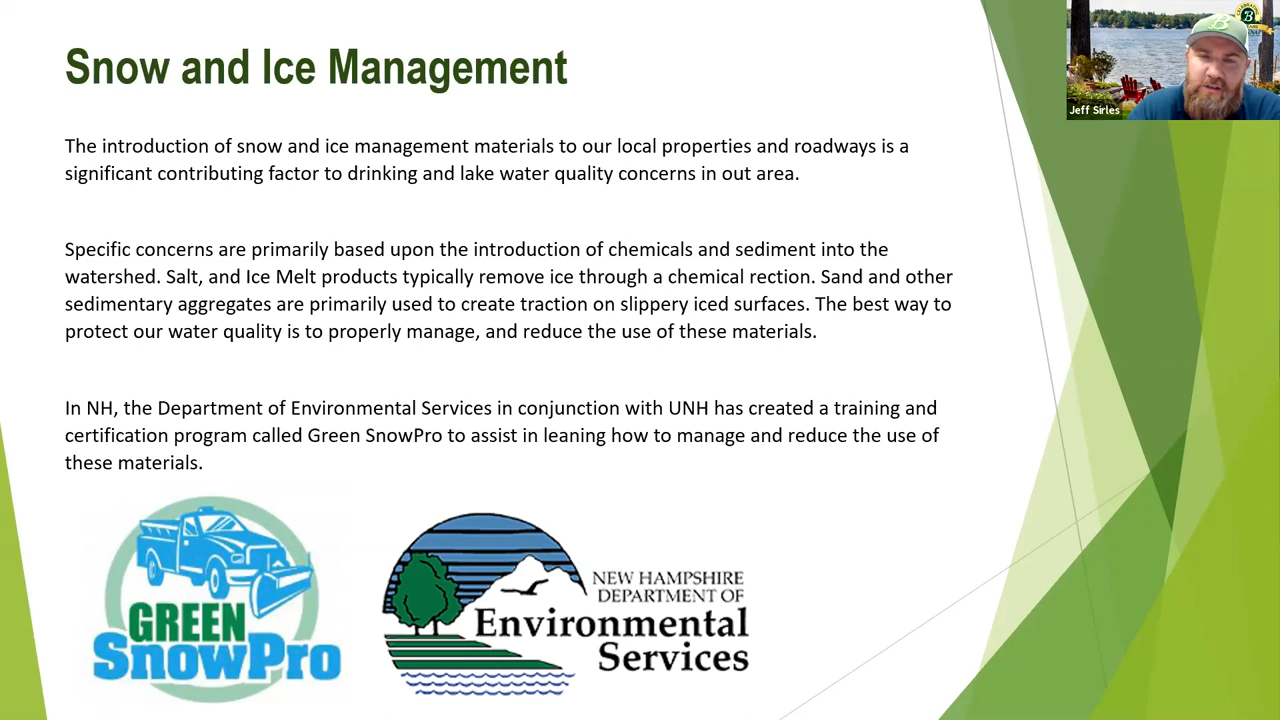 Snow and Ice Management
The introduction of snow and ice management materials to our local properties and roadways is a
significant contributing factor to drinking and lake water quality concerns in out area.
Specific concerns are primarily based upon the introduction of chemicals and sediment into the
watershed. Salt, and Ice Melt products typically remove ice through a chemical rection. Sand and other
sedimentary aggregates are primarily used to create traction on slippery iced surfaces. The best way to
protect our water quality is to properly manage, and reduce the use of these materials.
In NH, the Department of Environmental Services in conjunction with UNH has created a training and
certification program called Green SnowPro to assist in leaning how to manage and reduce the use of
these materials.
GREEN
SnowPro
NEW HAMPSHIRE
DEPARTMENT OF
Environmental
Services
B
B
Jeff Sirles